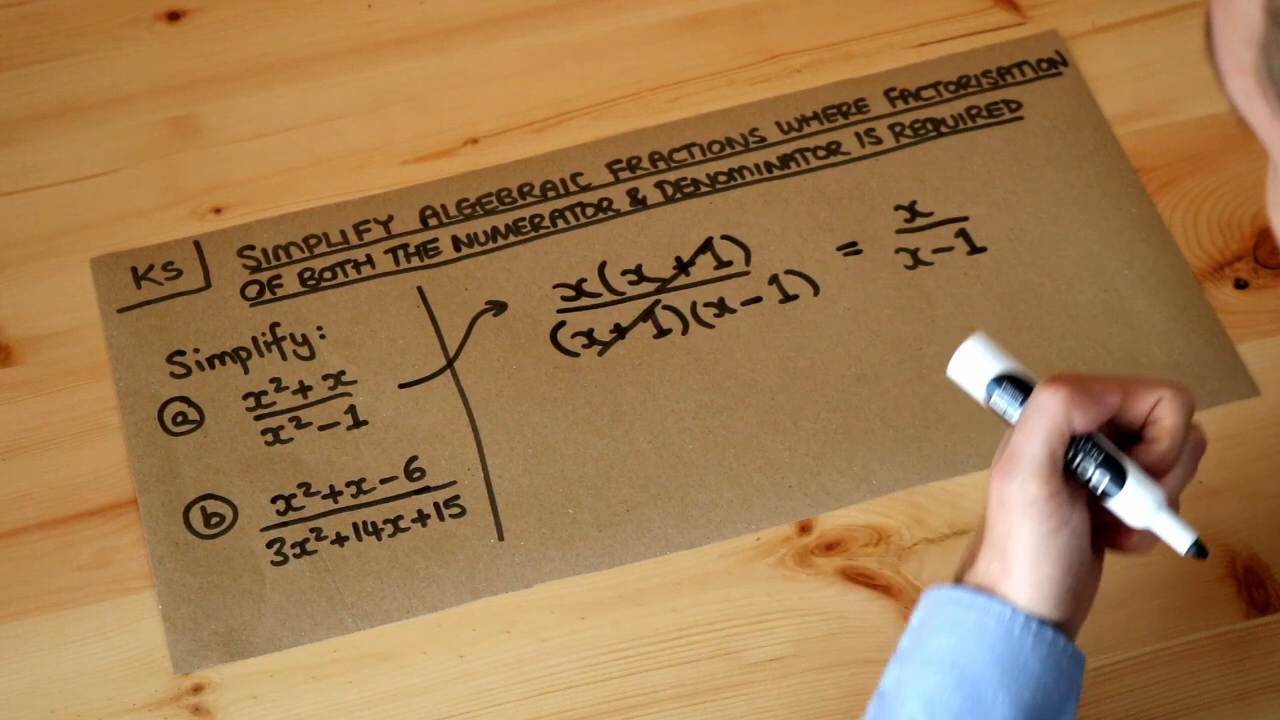 K5
SIMPLIFY ALGEBRAIC FRACTIONS WHERE FACTORISATION
OF BOTH THE NUMERATOR & DENOMINATOR IS REQUIRED
Simplify:
ⓐ x²+x
x²-1
ⓑ x²+x-6
3x²+14x+15
x(x+1)
(x+1)(x-1)
=
x
x-1